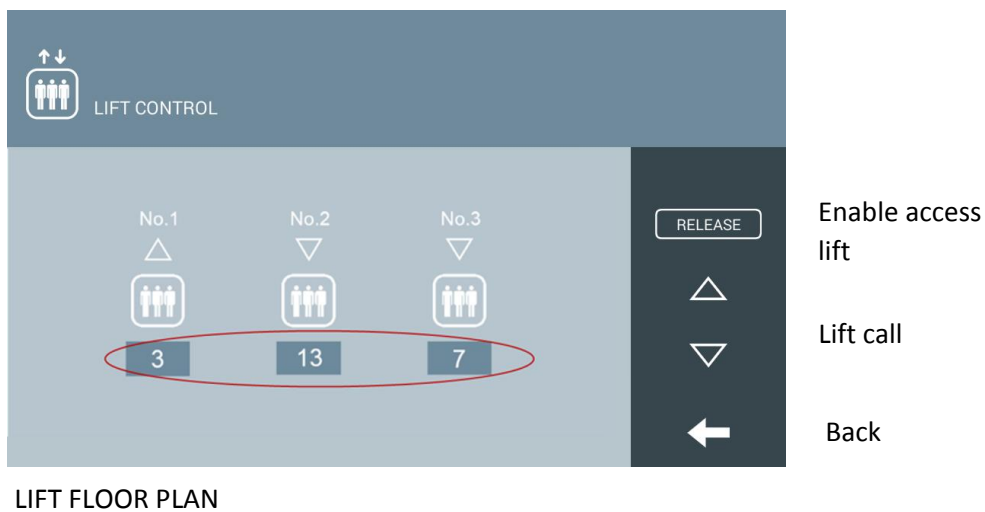 LIFT CONTROL
No.1 No.2 No.3
3 13 7
RELEASE
Enable access
lift
Lift call
Back
LIFT FLOOR PLAN